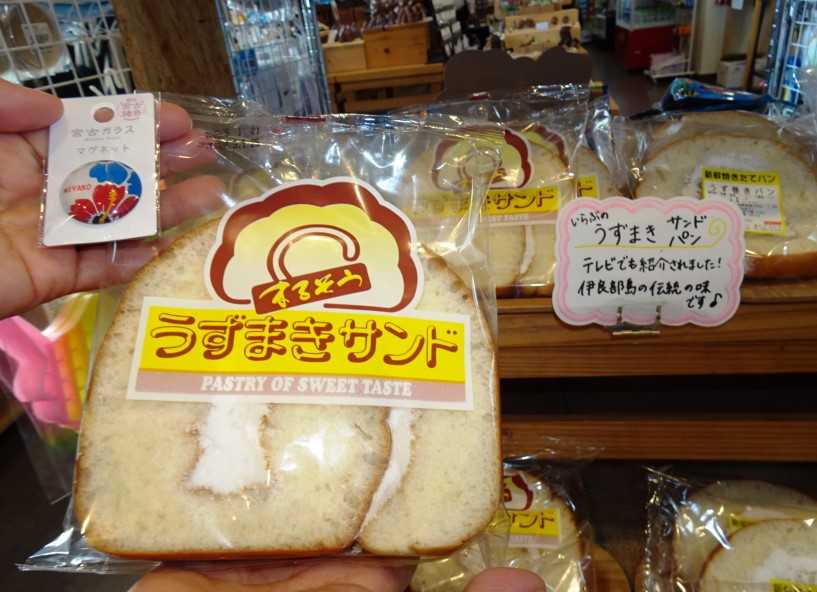 宮古ガラス
マグネット
MIYAKO
まるそう
うずまきサンド
PASTRY OF SWEET TASTE
サンド
いらぶの
うずまき サンドパン
テレビでも紹介されました!
伊良部島の伝統の味
です♪
新鮮焼きたてパン
うず巻きパン
サンド